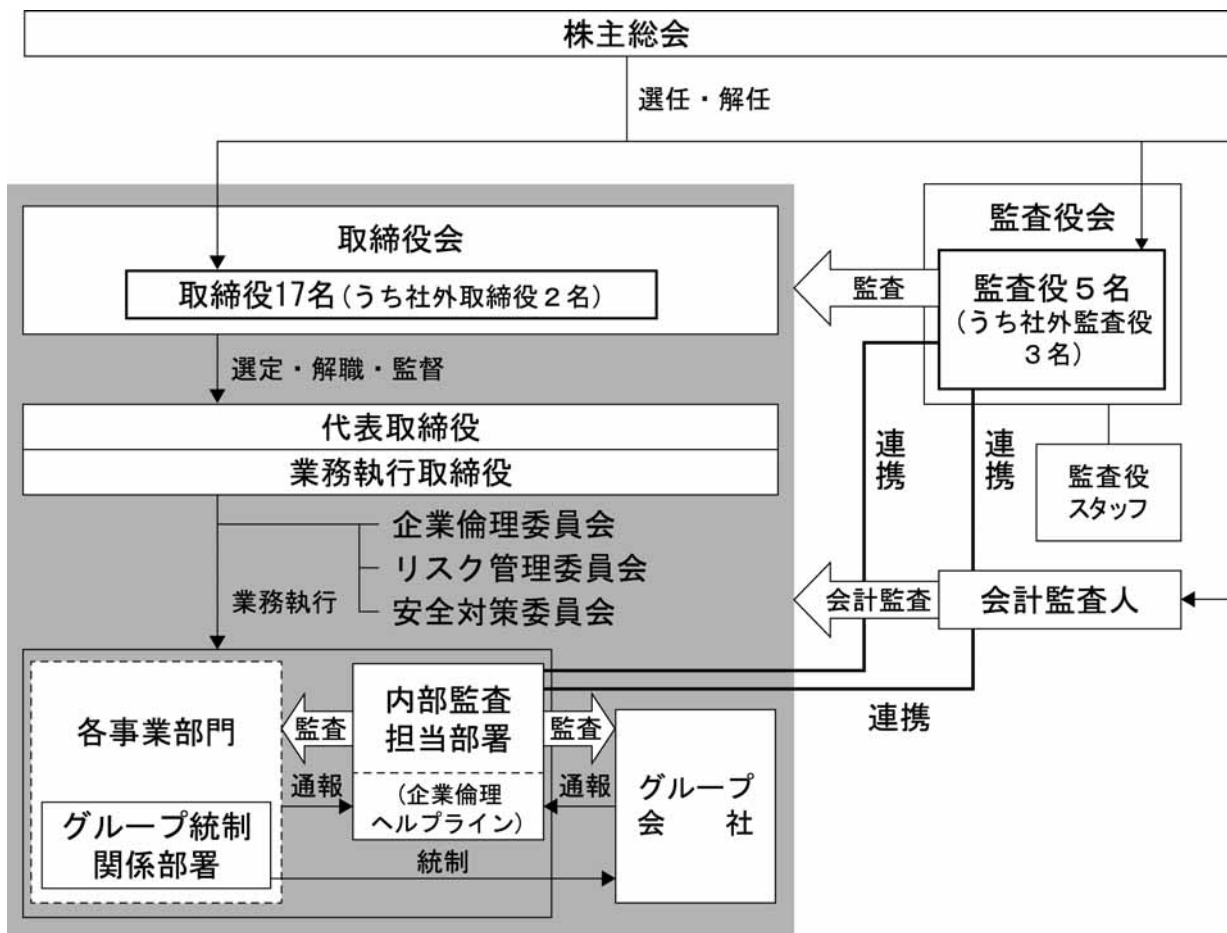 株主総会
選任・解任
取締役会
取締役17名(うち社外取締役２名)
監査役会
監査役５名
(うち社外監査役
３名)
監査
選定・解職・監督
代表取締役
業務執行取締役
連携
連携
監査役
スタッフ
企業倫理委員会
リスク管理委員会
安全対策委員会
業務執行
会計監査
会計監査人
各事業部門
監査
内部監査
担当部署
監査
連携
通報
(企業倫理
ヘルプライン)
通報
グループ
会社
グループ統制
関係部署
統制